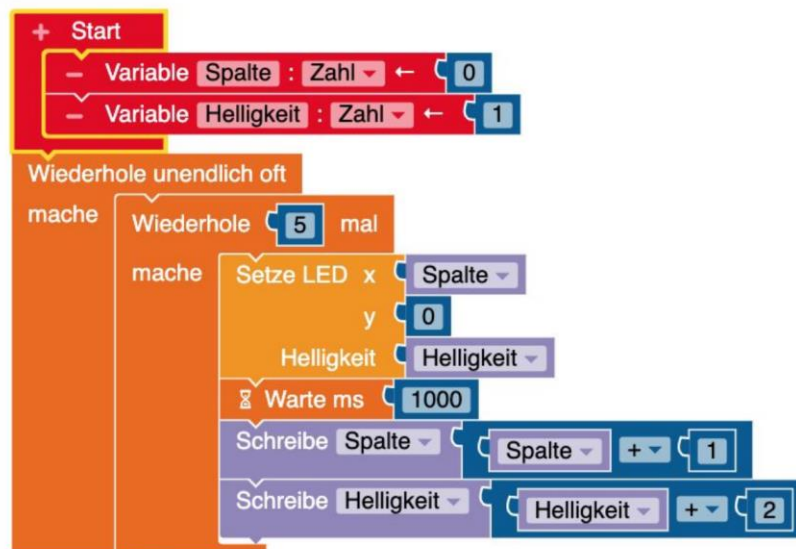 + Start
− Variable Spalte : Zahl ← 0
− Variable Helligkeit : Zahl ← 1
Wiederhole unendlich oft
mache
Wiederhole 5 mal
mache
Setze LED x Spalte
y 0
Helligkeit Helligkeit
Warte ms 1000
Schreibe Spalte Spalte + 1
Schreibe Helligkeit Helligkeit + 2